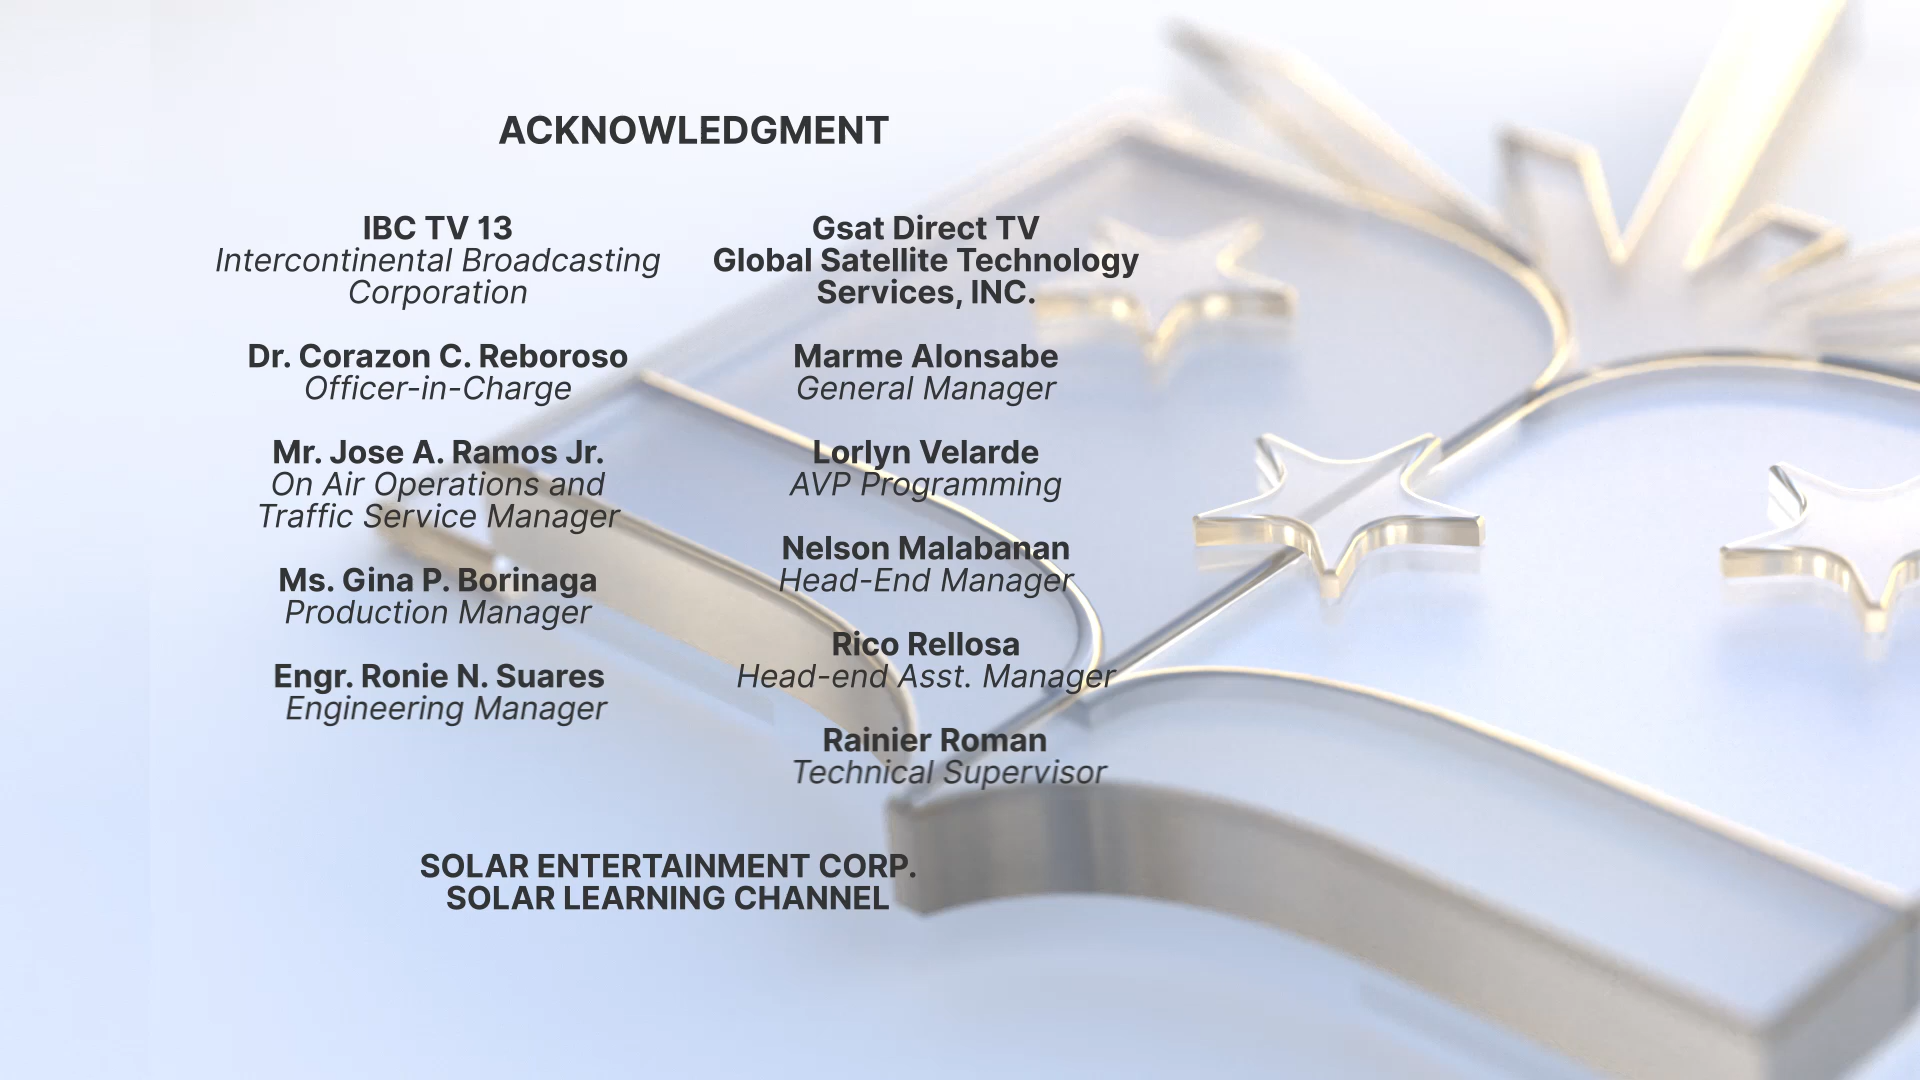 ACKNOWLEDGMENT
IBC TV 13
Intercontinental Broadcasting
Corporation
Dr. Corazon C. Reboroso
Officer-in-Charge
Mr. Jose A. Ramos Jr.
On Air Operations and
Traffic Service Manager
Ms. Gina P. Borinaga
Production Manager
Engr. Ronie N. Suares
Engineering Manager
Gsat Direct TV
Global Satellite Technology
Services, INC.
Marme Alonsabe
General Manager
Lorlyn Velarde
AVP Programming
Nelson Malabanan
Head-End Manager
Rico Rellosa
Head-end Asst. Manager
Rainier Roman
Technical Supervisor
SOLAR ENTERTAINMENT CORP.
SOLAR LEARNING CHANNEL